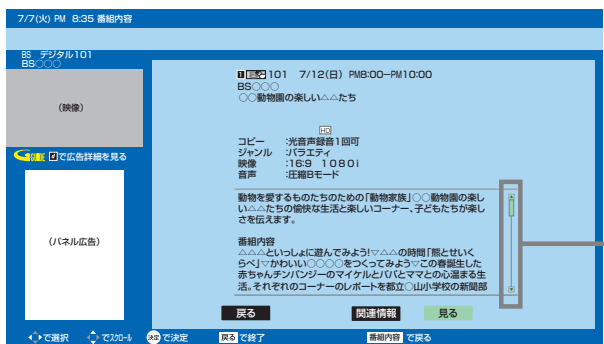 7/7(火) PM 8:35 番組内容
BS デジタル101
BS○○○
(映像)
GUIDE dで広告詳細を見る
(パネル広告)
101 7/12(日) PM8:00-PM10:00
BS○○○
○○動物園の楽しい△△たち
HD
コピー :光音声録音1回可
ジャンル :バラエティ
映像 :16:9 1080i
音声 :圧縮Bモード
動物を愛するものたちのための「動物家族」○○動物園の楽し
い△△たちの愉快な生活と楽しいコーナー、子どもたちが楽し
さを伝えます。
番組内容
△△△といっしょに遊んでみよう!▽△△の時間「熊とせいく
らべ」▽かわいい○○○○をつくってみよう▽この春誕生した
赤ちゃんチンパンジーのマイケルとパパとママとの心温まる生
活。それぞれのコーナーのレポートを都立○山小学校の新聞部
戻る 関連情報 見る
で選択 でスクロール 決定 で決定 戻る で終了 番組内容 で戻る